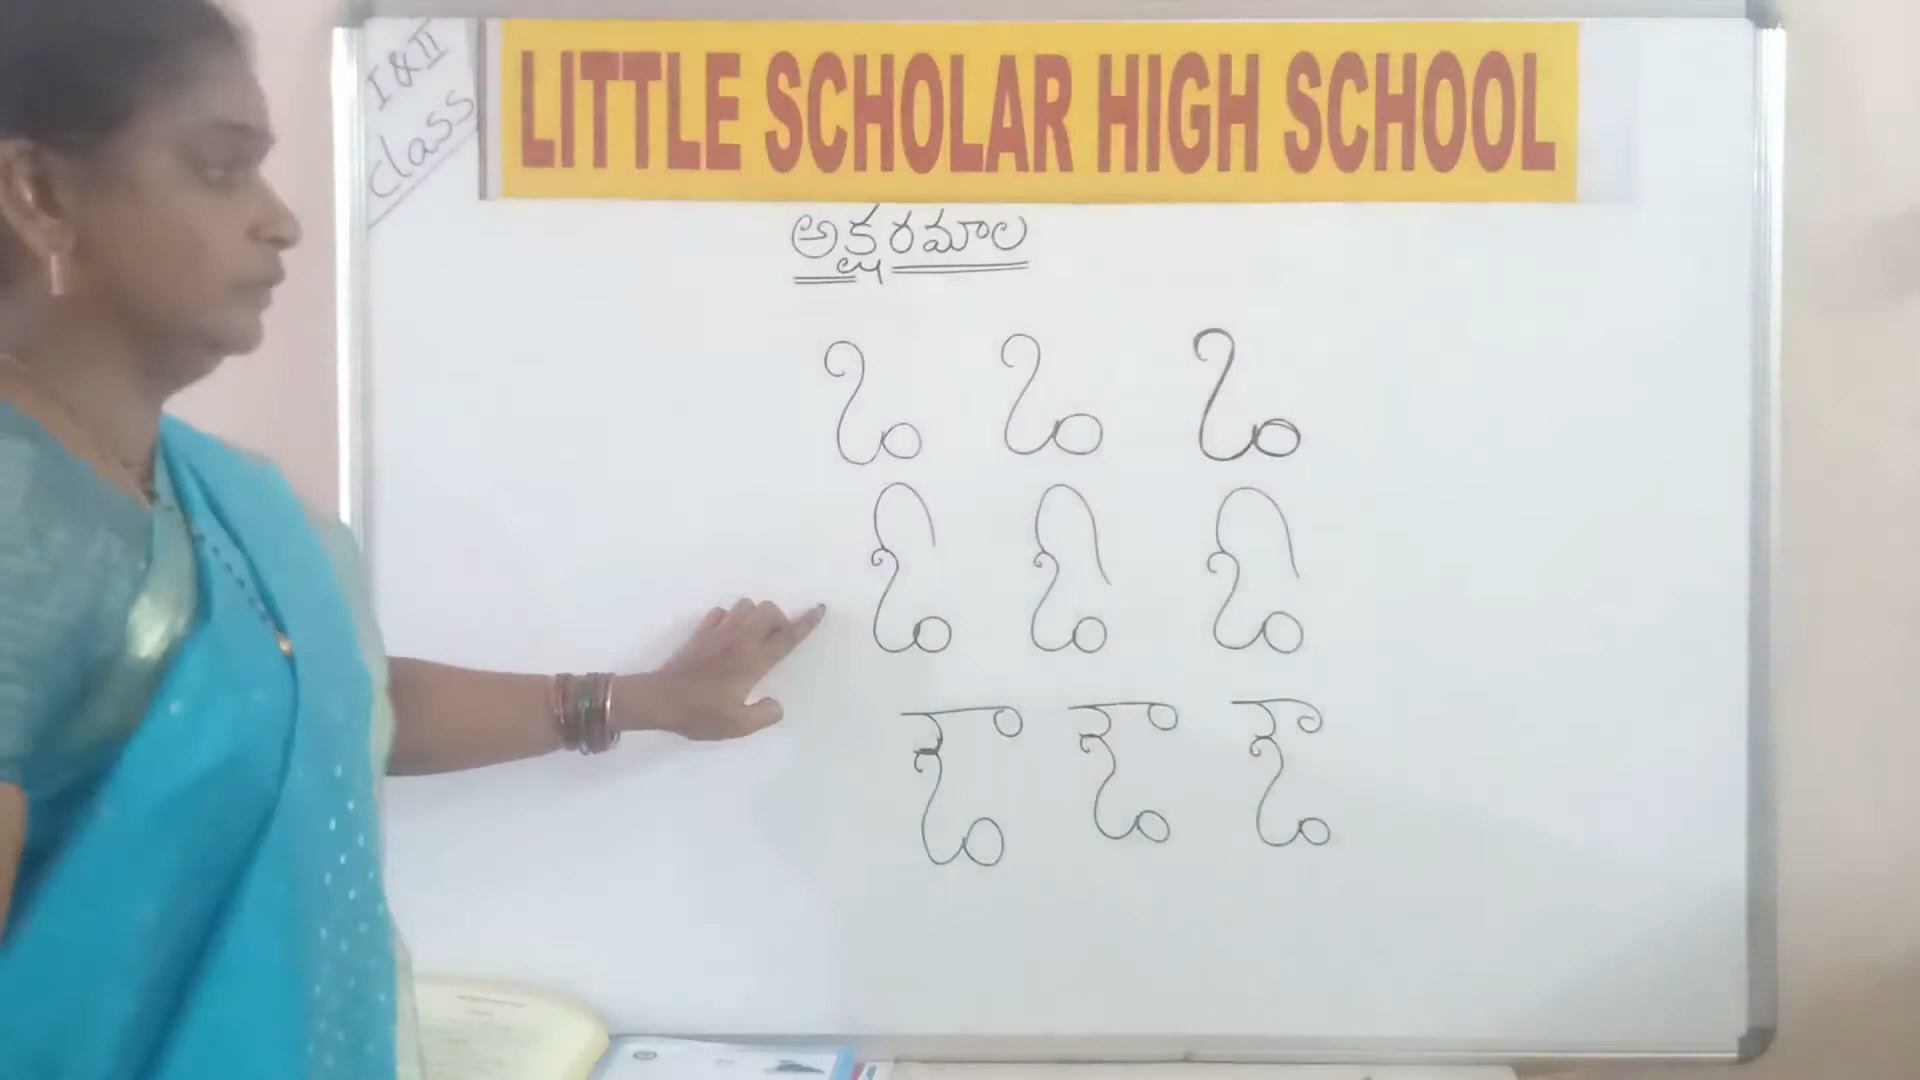 I & II
class
LITTLE SCHOLAR HIGH SCHOOL
అక్షరమాల
ఒ ఒ ఒ
ఓ ఓ ఓ
ఔ ఔ ఔ